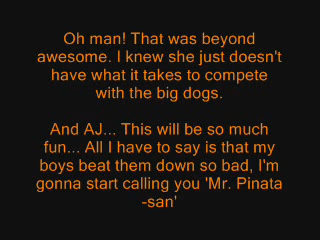 Oh man! That was beyond
awesome. I knew she just doesn't
have what it takes to compete
with the big dogs.
And AJ... This will be so much
fun... All I have to say is that my
boys beat them down so bad, I'm
gonna start calling you 'Mr. Pinata
-san'